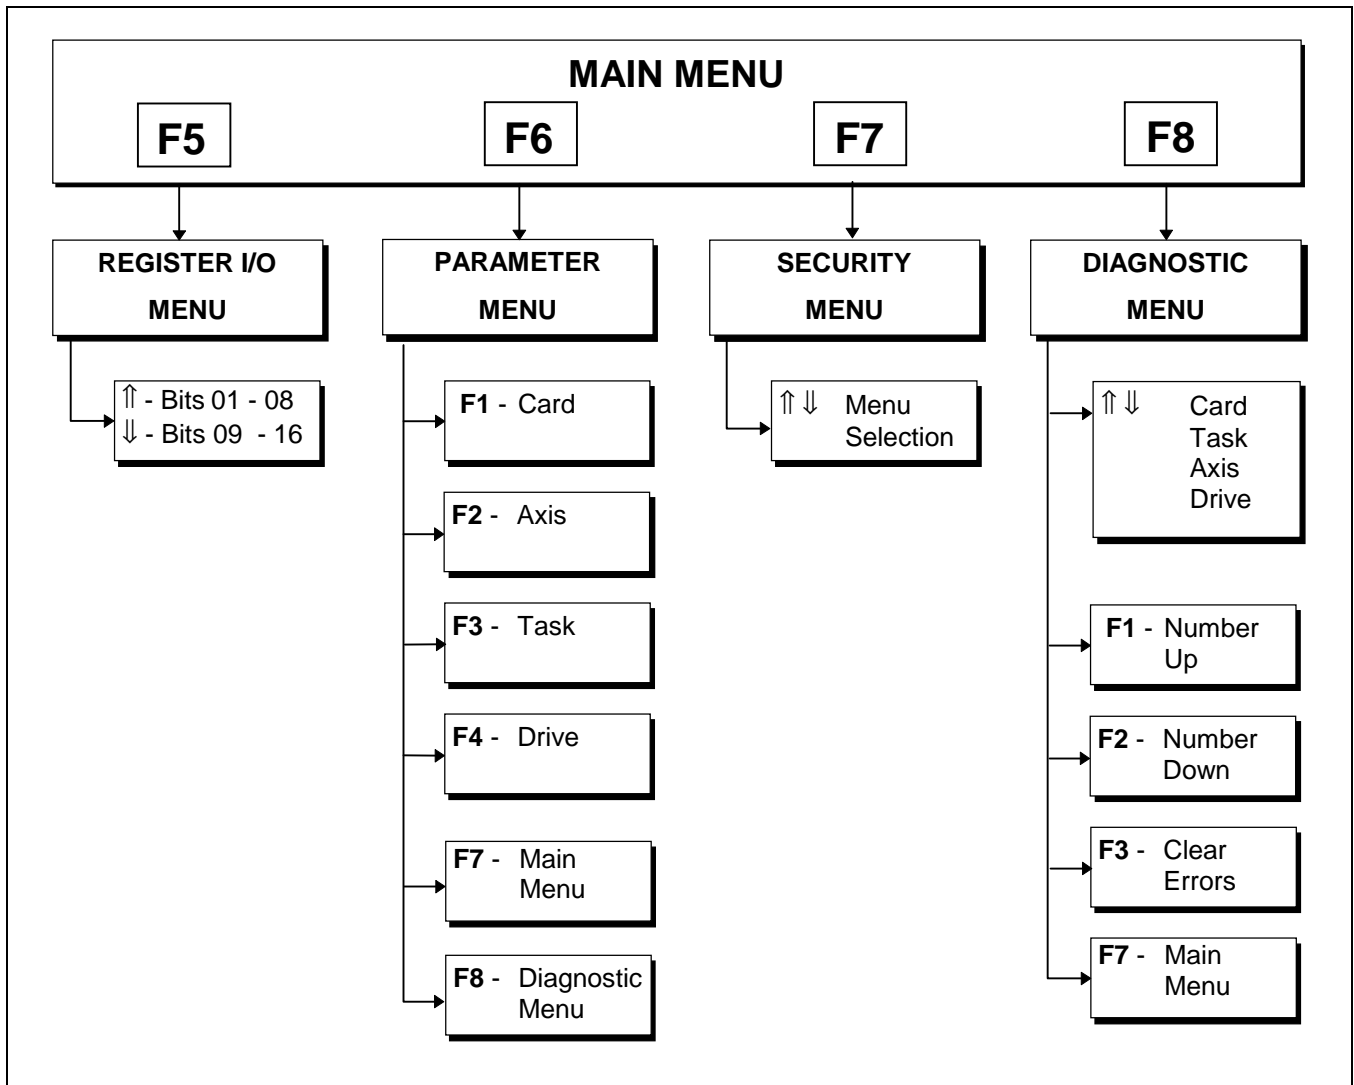 MAIN MENU
F5
F6
F7
F8
REGISTER I/O
MENU
⇑ - Bits 01 - 08
⇓ - Bits 09 - 16
PARAMETER
MENU
F1 - Card
F2 - Axis
F3 - Task
F4 - Drive
F7 - Main
Menu
F8 - Diagnostic
Menu
SECURITY
MENU
⇑⇓ Menu
Selection
DIAGNOSTIC
MENU
⇑⇓ Card
Task
Axis
Drive
F1 - Number
Up
F2 - Number
Down
F3 - Clear
Errors
F7 - Main
Menu